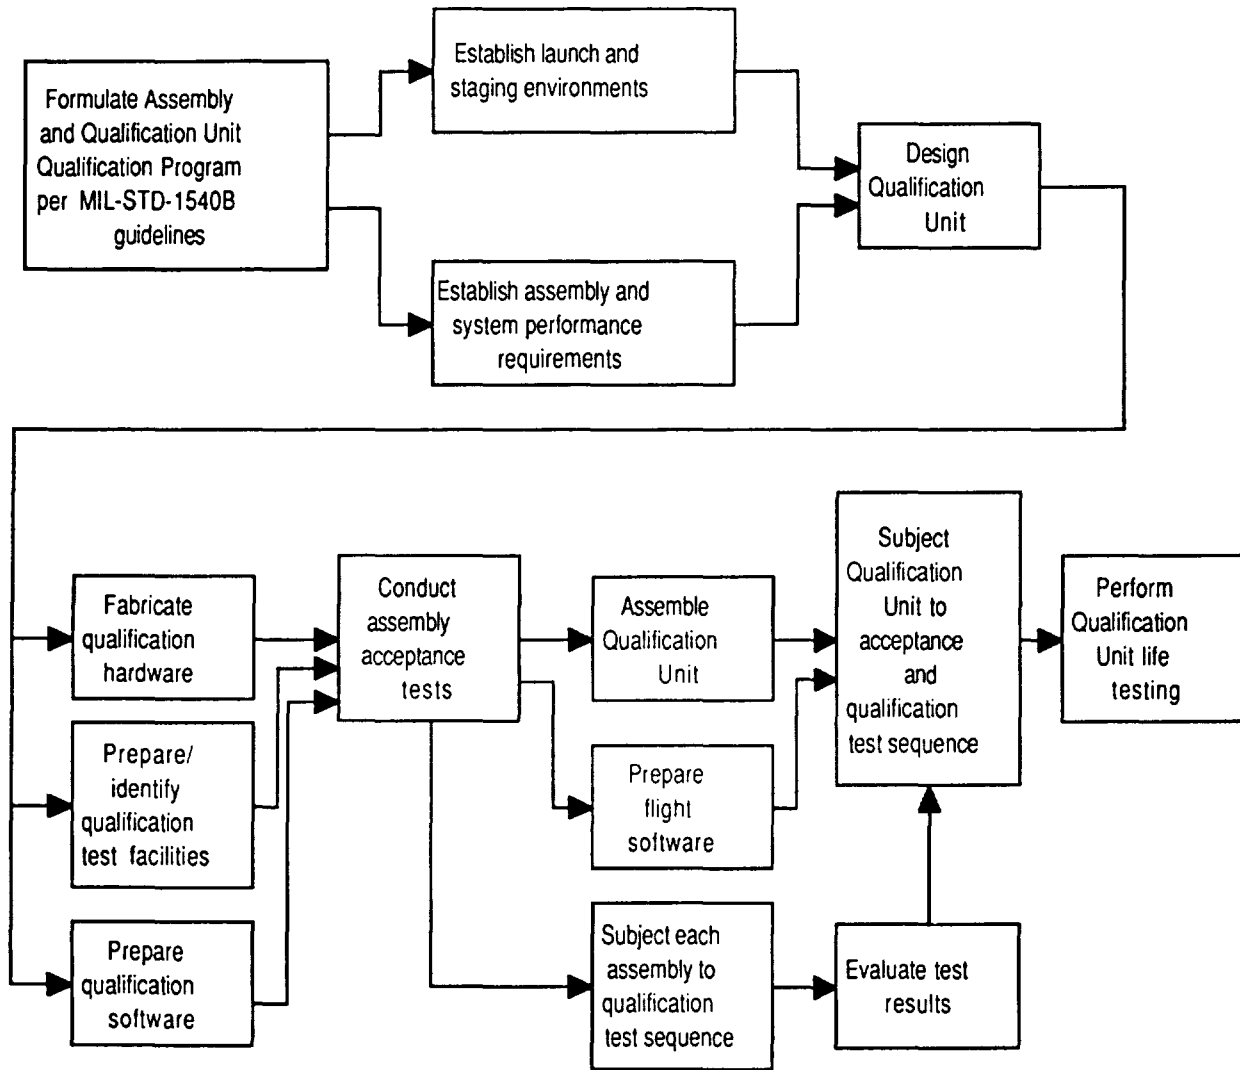 Establish launch and
staging environments
Formulate Assembly
and Qualification Unit
Qualification Program
per MIL-STD-1540B
guidelines
Design
Qualification
Unit
Establish assembly and
system performance
requirements
Fabricate
qualification
hardware
Conduct
assembly
acceptance
tests
Assemble
Qualification
Unit
Subject
Qualification
Unit to
acceptance
and
qualification
test sequence
Perform
Qualification
Unit life
testing
Prepare/
identify
qualification
test facilities
Prepare
flight
software
Prepare
qualification
software
Subject each
assembly to
qualification
test sequence
Evaluate test
results